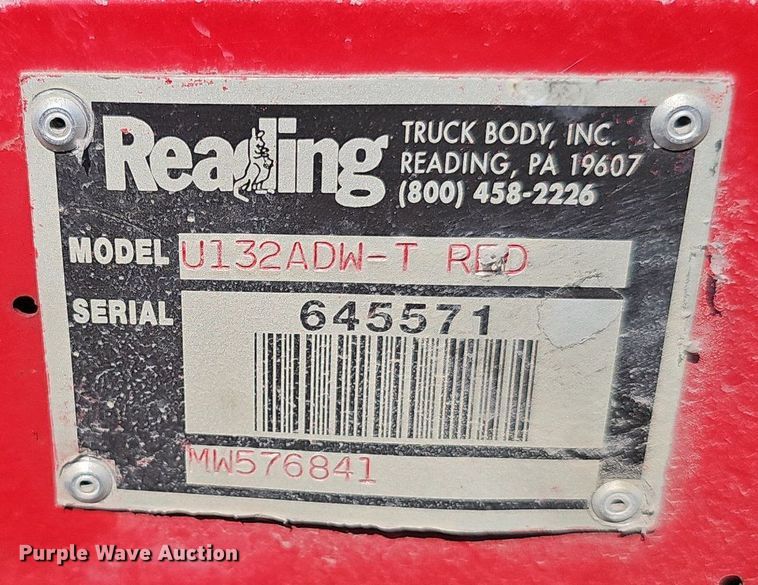 Reading
TRUCK BODY, INC.
READING, PA 19607
(800) 458-2226
MODEL U132ADW-T RED
SERIAL 645571
MW576841
Purple Wave Auction